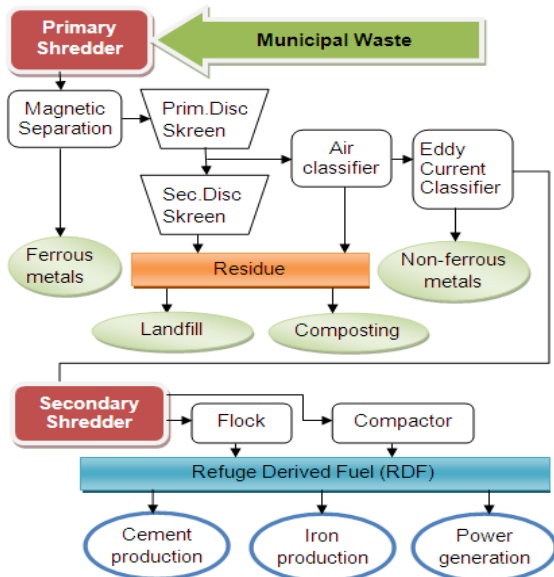 Primary
Shredder
Municipal Waste
Magnetic
Separation
Prim.Disc
Skreen
Air
classifier
Eddy
Current
Classifier
Sec.Disc
Skreen
Ferrous
metals
Residue
Non-ferrous
metals
Landfill
Composting
Secondary
Shredder
Flock
Compactor
Refuge Derived Fuel (RDF)
Cement
production
Iron
production
Power
generation